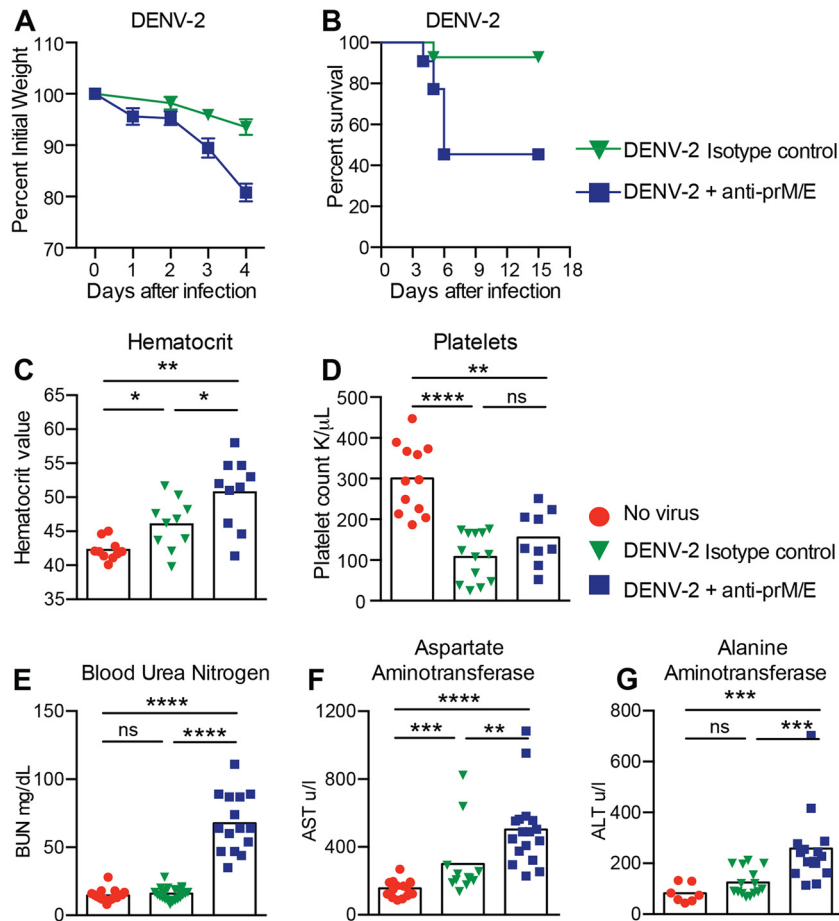 A
DENV-2
Percent Initial Weight
110
100
90
80
70
0 1 2 3 4
Days after infection
B
DENV-2
Percent survival
100
80
60
40
20
0
0 3 6 9 12 15 18
Days after infection
DENV-2 Isotype control
DENV-2 + anti-prM/E
C
Hematocrit
**
* *
Hematocrit value
65
60
55
50
45
40
35
D
Platelets
**
**** ns
Platelet count K/μL
500
400
300
200
100
0
No virus
DENV-2 Isotype control
DENV-2 + anti-prM/E
E
Blood Urea Nitrogen
****
ns ****
BUN mg/dL
150
100
50
0
F
Aspartate
Aminotransferase
****
*** **
AST u/l
1200
800
400
0
G
Alanine
Aminotransferase
***
ns ***
ALT u/l
800
600
400
200
0